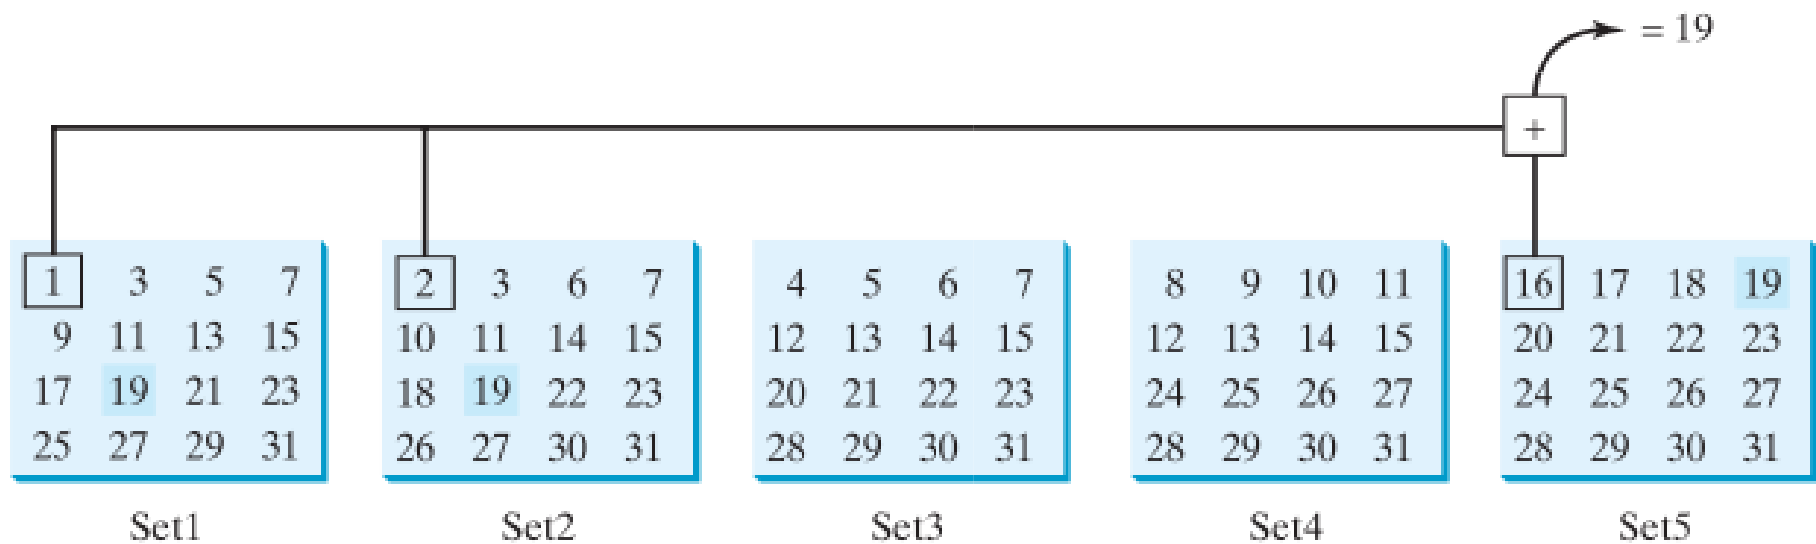 = 19
+
1 3 5 7
9 11 13 15
17 19 21 23
25 27 29 31
Set1
2 3 6 7
10 11 14 15
18 19 22 23
26 27 30 31
Set2
4 5 6 7
12 13 14 15
20 21 22 23
28 29 30 31
Set3
8 9 10 11
12 13 14 15
24 25 26 27
28 29 30 31
Set4
16 17 18 19
20 21 22 23
24 25 26 27
28 29 30 31
Set5